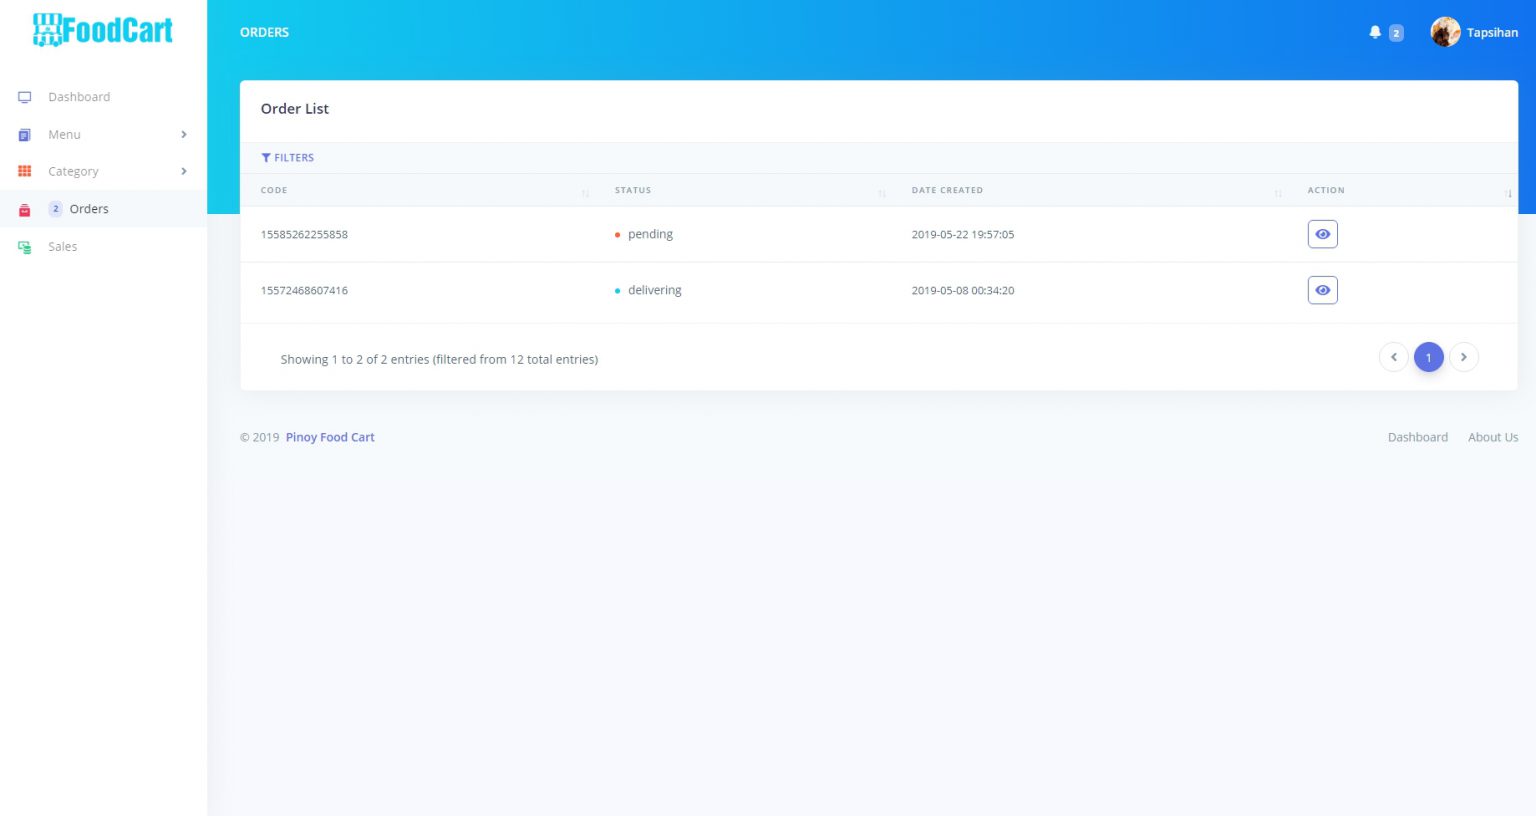 FoodCart
ORDERS
2
Tapsihan
Dashboard
Menu
Category
2 Orders
Sales
Order List
FILTERS
CODE STATUS DATE CREATED ACTION
15585262255858 pending 2019-05-22 19:57:05
15572468607416 delivering 2019-05-08 00:34:20
Showing 1 to 2 of 2 entries (filtered from 12 total entries)
1
© 2019 Pinoy Food Cart
Dashboard About Us